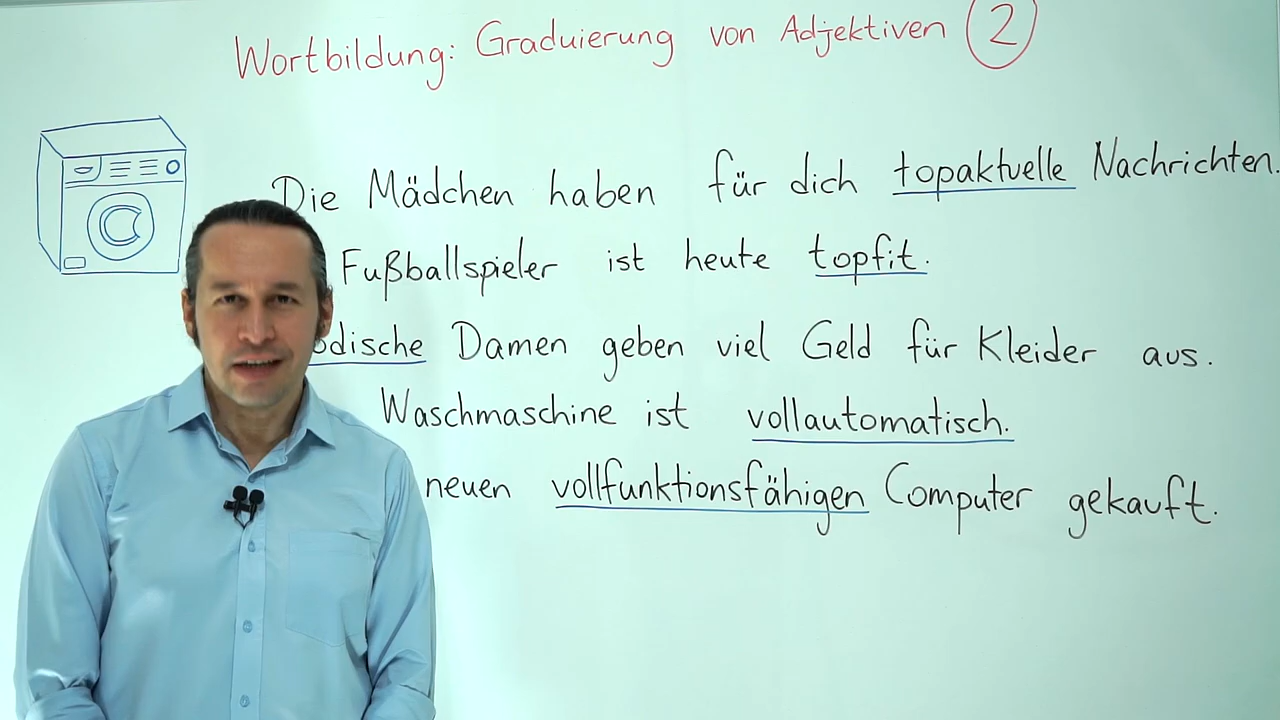 Wortbildung: Graduierung von Adjektiven 2
Die Mädchen haben für dich topaktuelle Nachrichten.
Fußballspieler ist heute topfit.
odische Damen geben viel Geld für Kleider aus.
Waschmaschine ist vollautomatisch.
neuen vollfunktionsfähigen Computer gekauft.